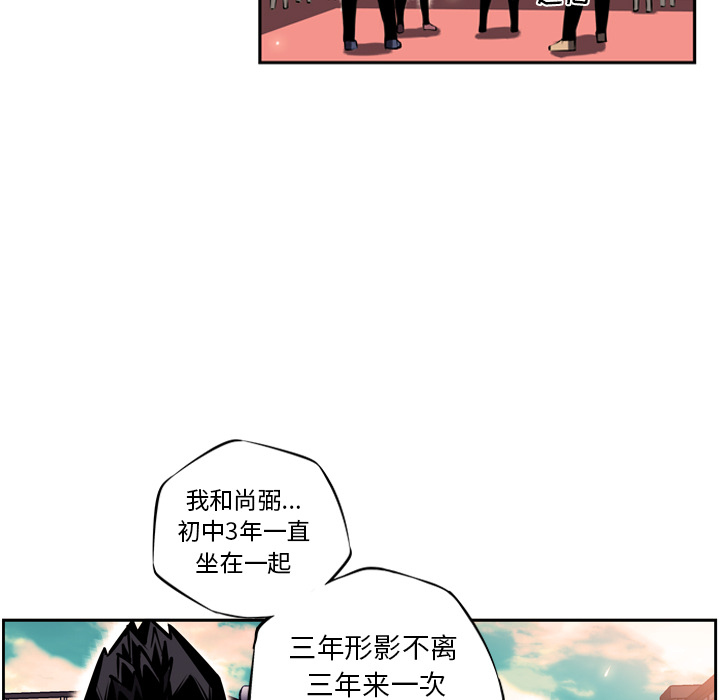 我和尚弼...
初中3年一直
坐在一起
三年形影不离
三年来一次